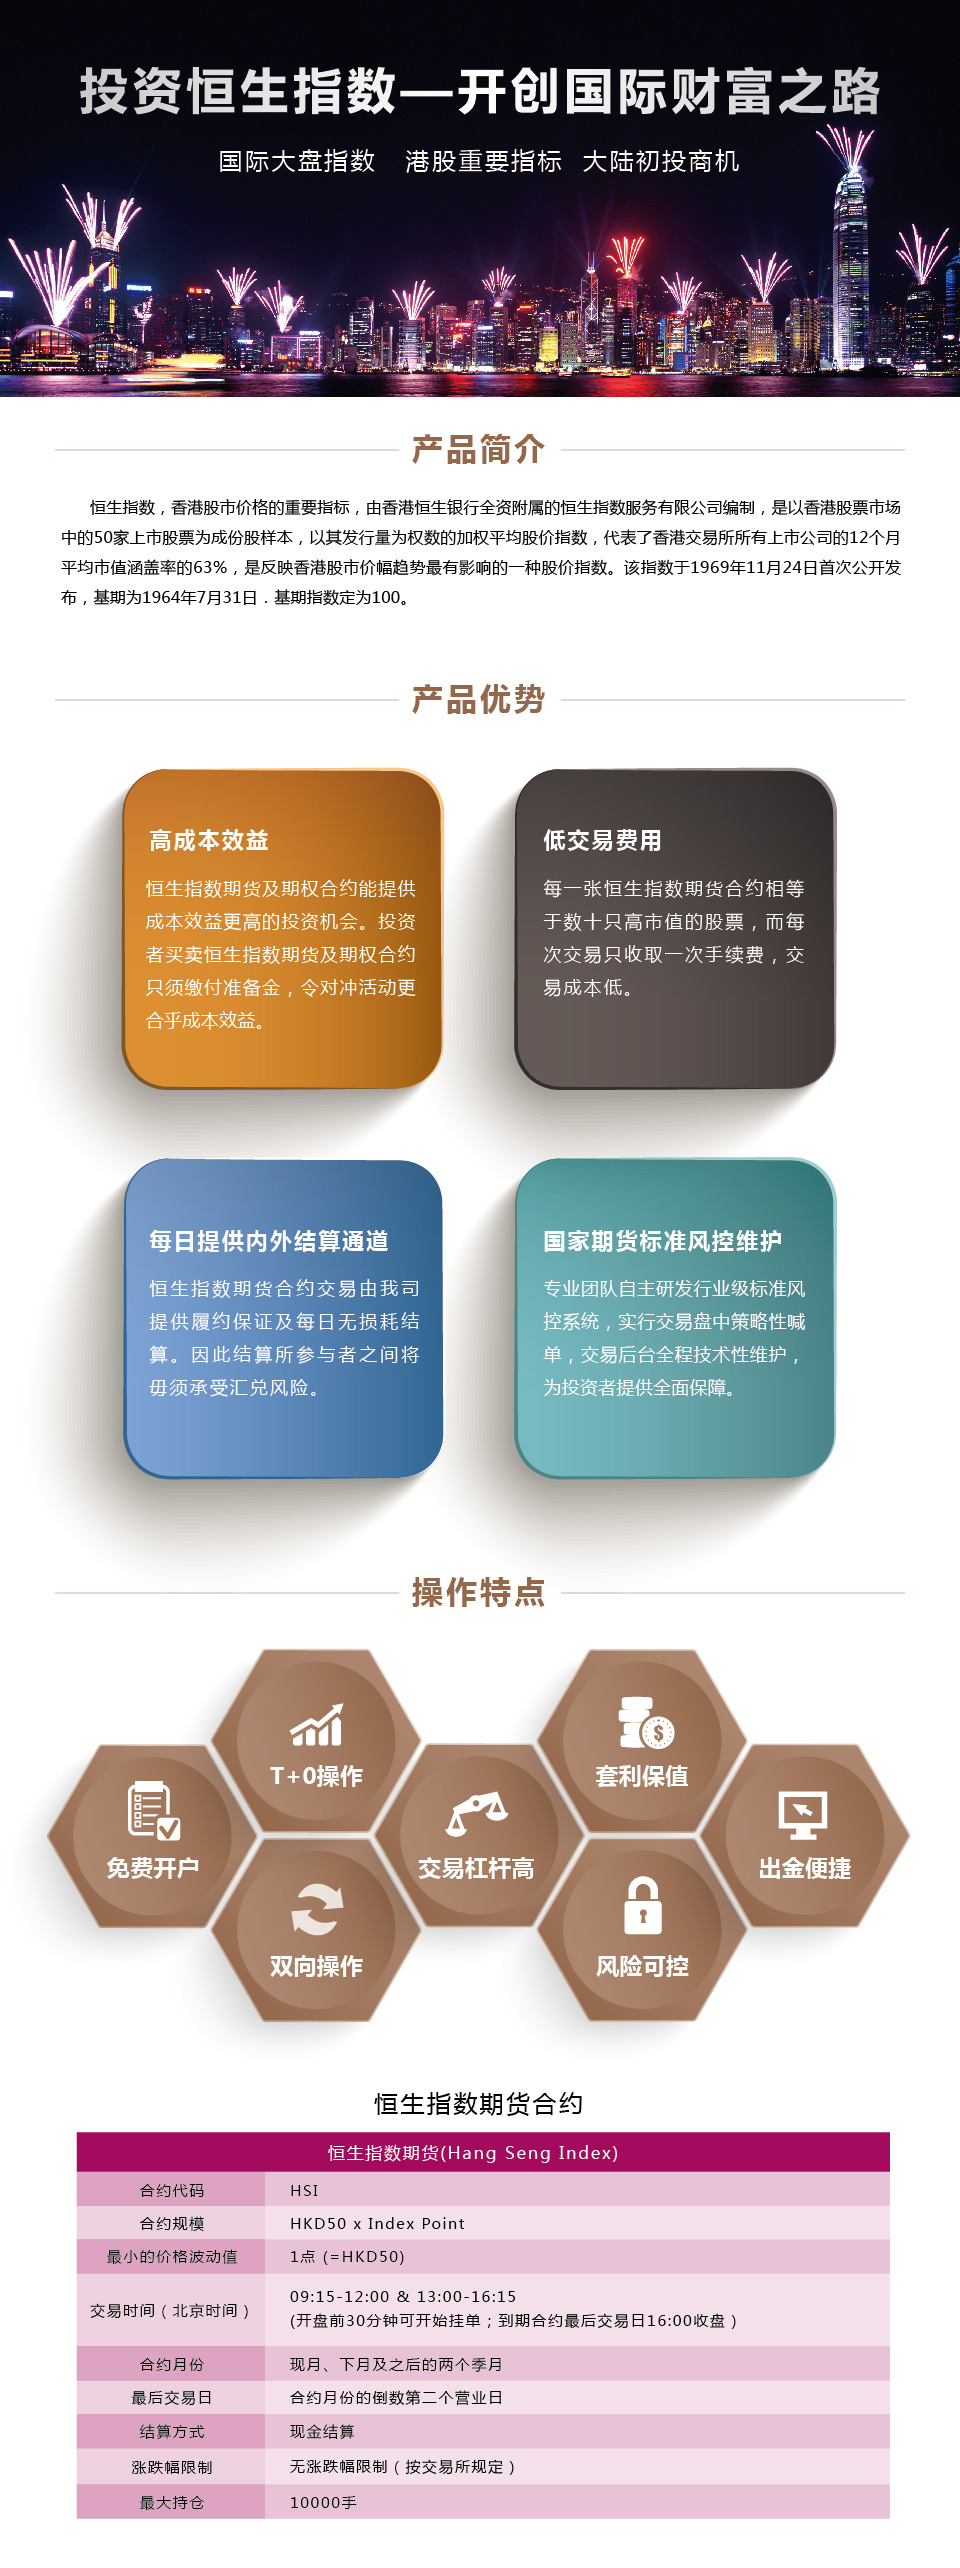 投资恒生指数—开创国际财富之路
国际大盘指数 港股重要指标 大陆初投商机
产品简介
恒生指数，香港股市价格的重要指标，由香港恒生银行全资附属的恒生指数服务有限公司编制，是以香港股票市场
中的50家上市股票为成份股样本，以其发行量为权数的加权平均股价指数，代表了香港交易所所有上市公司的12个月
平均市值涵盖率的63%，是反映香港股市价幅趋势最有影响的一种股价指数。该指数于1969年11月24日首次公开发
布，基期为1964年7月31日．基期指数定为100。
产品优势
高成本效益
恒生指数期货及期权合约能提供
成本效益更高的投资机会。投资
者买卖恒生指数期货及期权合约
只须缴付准备金，令对冲活动更
合乎成本效益。
低交易费用
每一张恒生指数期货合约相等
于数十只高市值的股票，而每
次交易只收取一次手续费，交
易成本低。
每日提供内外结算通道
恒生指数期货合约交易由我司
提供履约保证及每日无损耗结
算。因此结算所参与者之间将
毋须承受汇兑风险。
国家期货标准风控维护
专业团队自主研发行业级标准风
控系统，实行交易盘中策略性喊
单，交易后台全程技术性维护，
为投资者提供全面保障。
操作特点
T+0操作
套利保值
免费开户
交易杠杆高
出金便捷
双向操作
风险可控
恒生指数期货合约
恒生指数期货(Hang Seng Index)
合约代码 HSI
合约规模 HKD50 x Index Point
最小的价格波动值 1点 (=HKD50)
交易时间（北京时间） 09:15-12:00 & 13:00-16:15
(开盘前30分钟可开始挂单；到期合约最后交易日16:00收盘）
合约月份 现月、下月及之后的两个季月
最后交易日 合约月份的倒数第二个营业日
结算方式 现金结算
涨跌幅限制 无涨跌幅限制（按交易所规定）
最大持仓 10000手